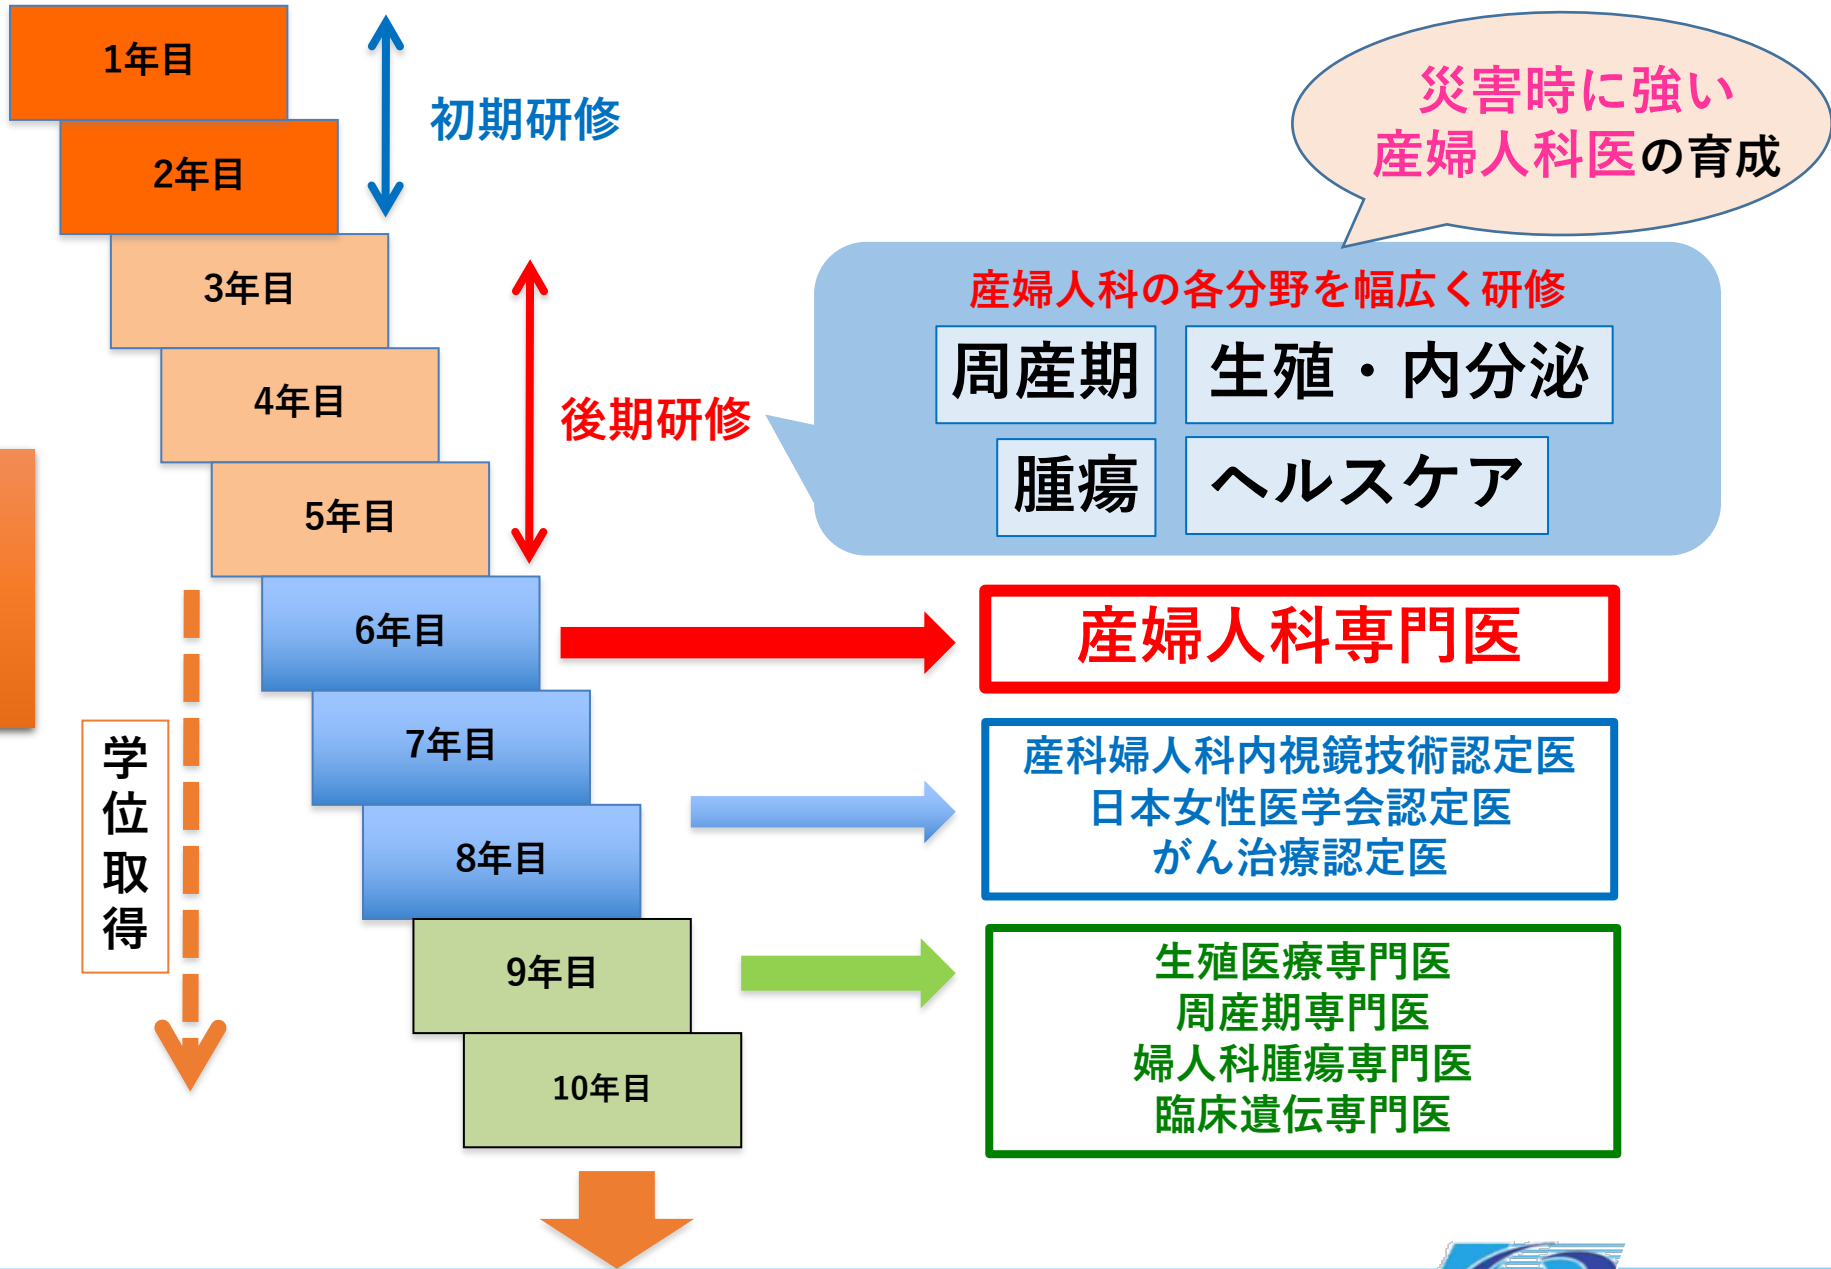 1年目
2年目
3年目
4年目
5年目
6年目
7年目
8年目
9年目
10年目
初期研修
後期研修
学位取得
災害時に強い
産婦人科医の育成
産婦人科の各分野を幅広く研修
周産期
生殖・内分泌
腫瘍
ヘルスケア
産婦人科専門医
産科婦人科内視鏡技術認定医
日本女性医学会認定医
がん治療認定医
生殖医療専門医
周産期専門医
婦人科腫瘍専門医
臨床遺伝専門医